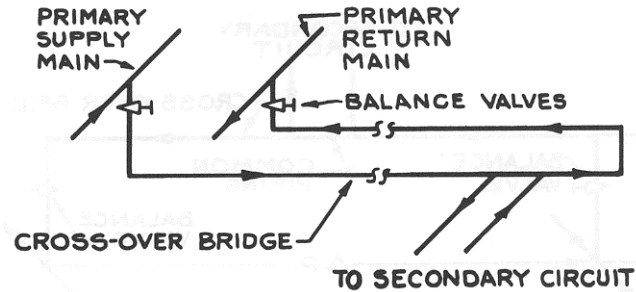 PRIMARY
SUPPLY
MAIN
PRIMARY
RETURN
MAIN
BALANCE VALVES
CROSS-OVER BRIDGE
TO SECONDARY CIRCUIT